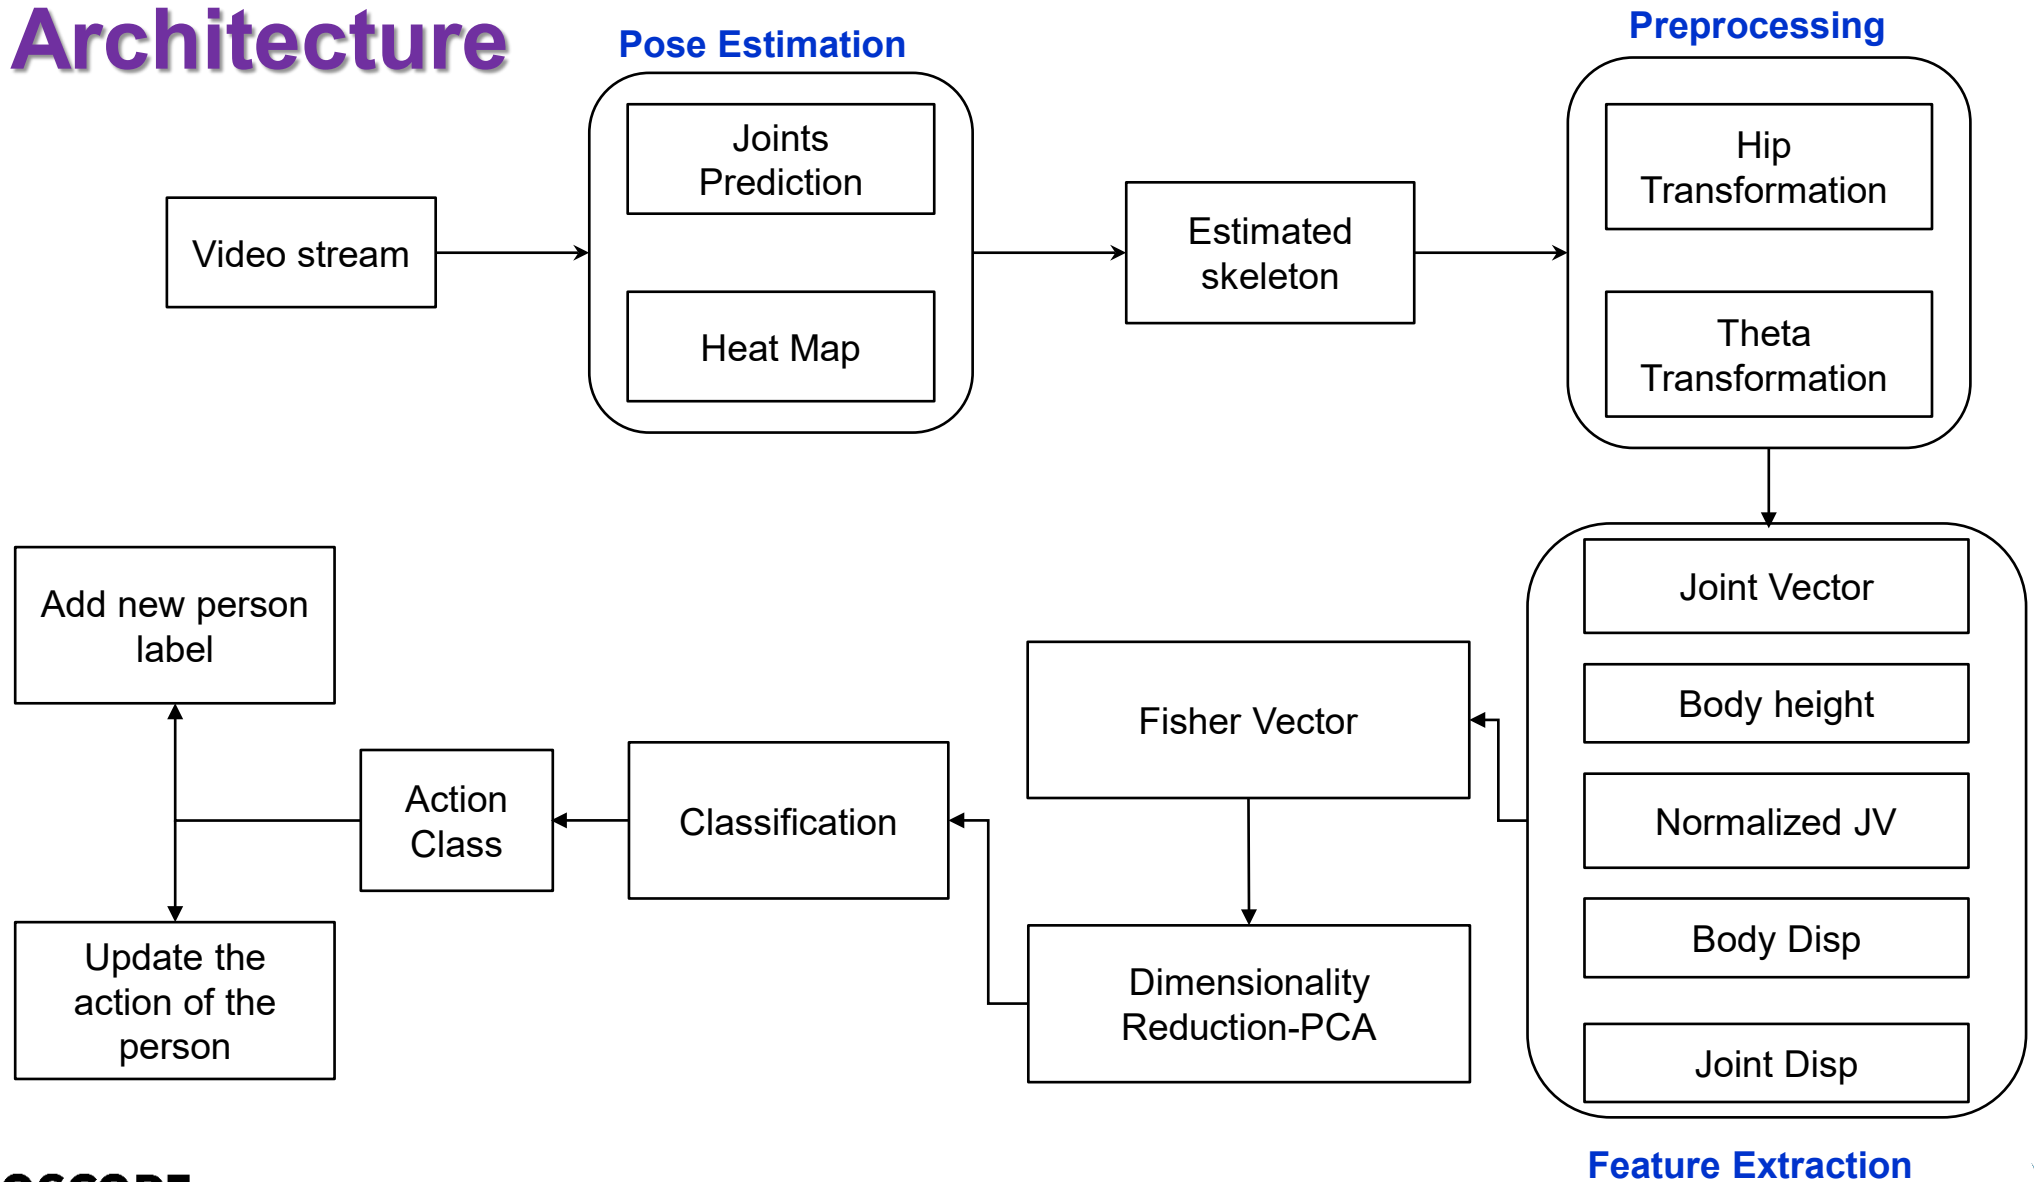 Architecture
Pose Estimation
Preprocessing
Joints
Prediction
Heat Map
Video stream
Estimated
skeleton
Hip
Transformation
Theta
Transformation
Joint Vector
Body height
Normalized JV
Body Disp
Joint Disp
Feature Extraction
Fisher Vector
Dimensionality
Reduction-PCA
Classification
Action
Class
Add new person
label
Update the
action of the
person